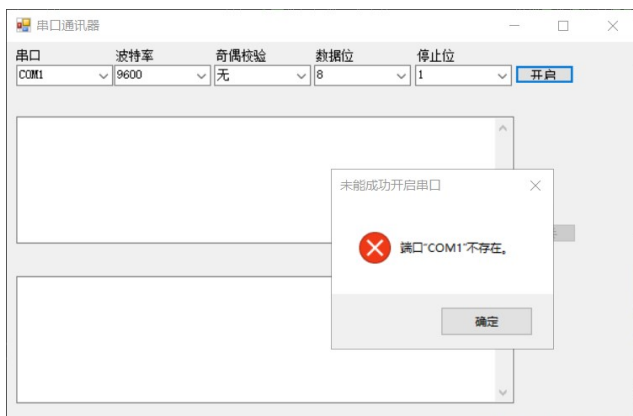 串口通讯器
串口 波特率 奇偶校验 数据位 停止位
COM1 9600 无 8 1 开启
未能成功开启串口
端口"COM1"不存在。
确定